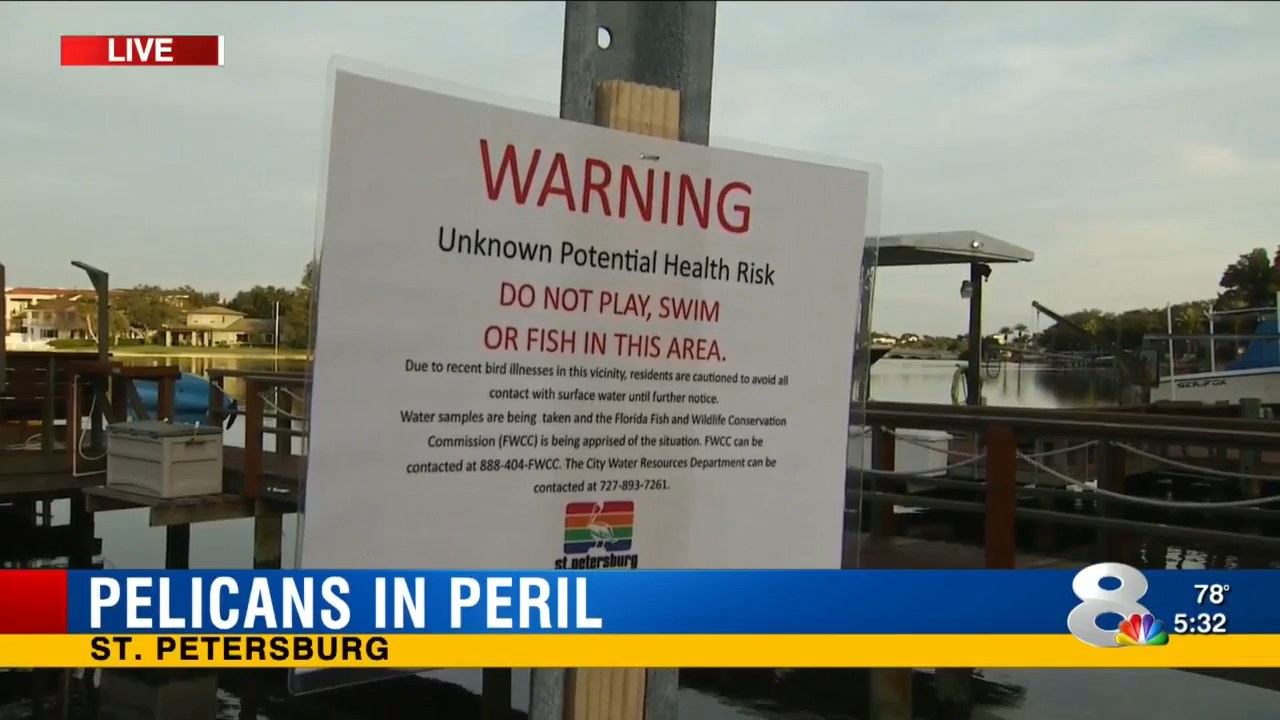 LIVE
WARNING
Unknown Potential Health Risk
DO NOT PLAY, SWIM
OR FISH IN THIS AREA.
Due to recent bird illnesses in this vicinity, residents are cautioned to avoid all
contact with surface water until further notice.
Water samples are being taken and the Florida Fish and Wildlife Conservation
Commission (FWCC) is being apprised of the situation. FWCC can be
contacted at 888-404-FWCC. The City Water Resources Department can be
contacted at 727-893-7261.
st.petersburg
SEAFOX
PELICANS IN PERIL
ST. PETERSBURG
8
78°
5:32